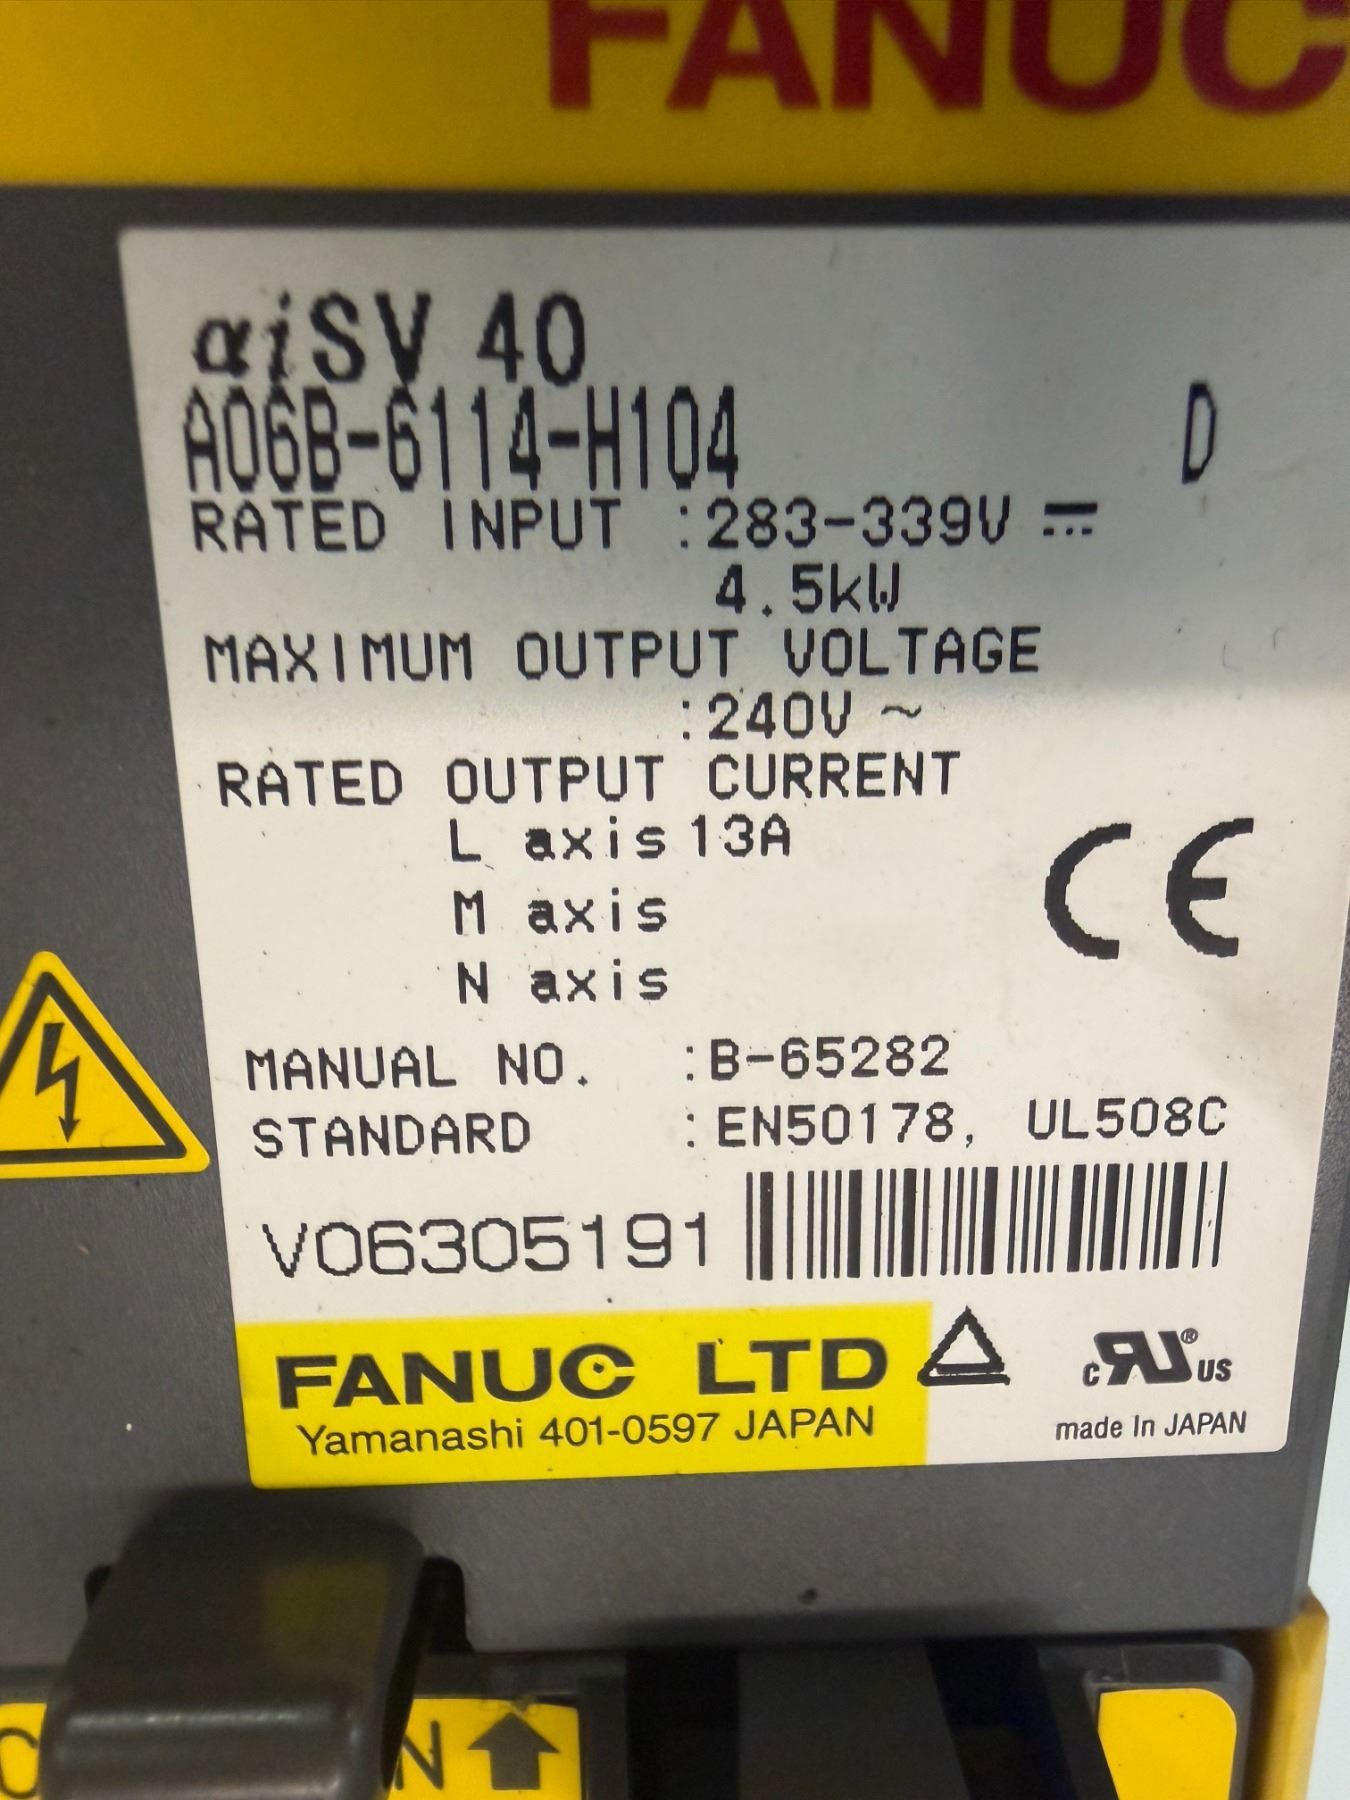 FANUC
αiSV 40
A06B-6114-H104 D
RATED INPUT :283-339V ⎓
4.5kW
MAXIMUM OUTPUT VOLTAGE
:240V ~
RATED OUTPUT CURRENT
L axis 13A
M axis
N axis
CE
MANUAL NO. :B-65282
STANDARD :EN50178, UL508C
V06305191
FANUC LTD
Yamanashi 401-0597 JAPAN
c RU ® US
made In JAPAN